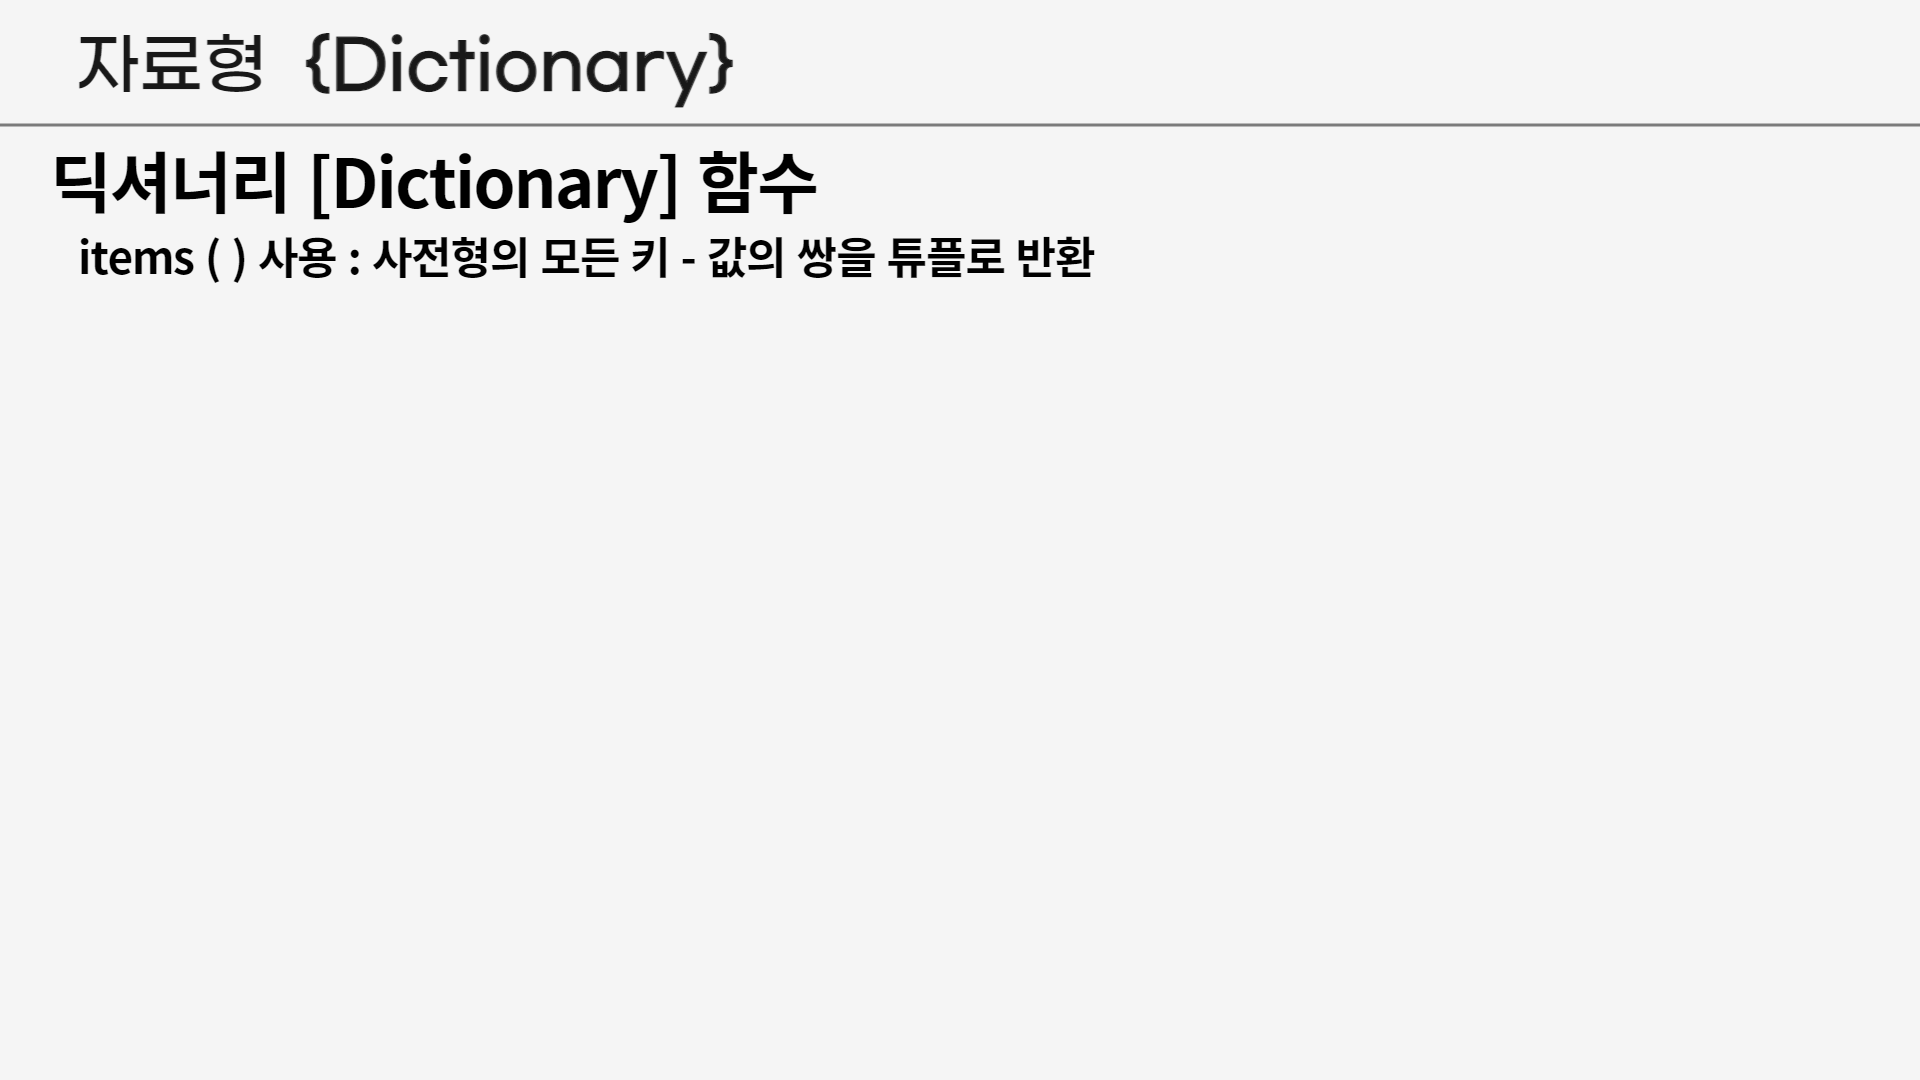 자료형 {Dictionary}
딕셔너리 [Dictionary] 함수
items ( ) 사용 : 사전형의 모든 키 - 값의 쌍을 튜플로 반환